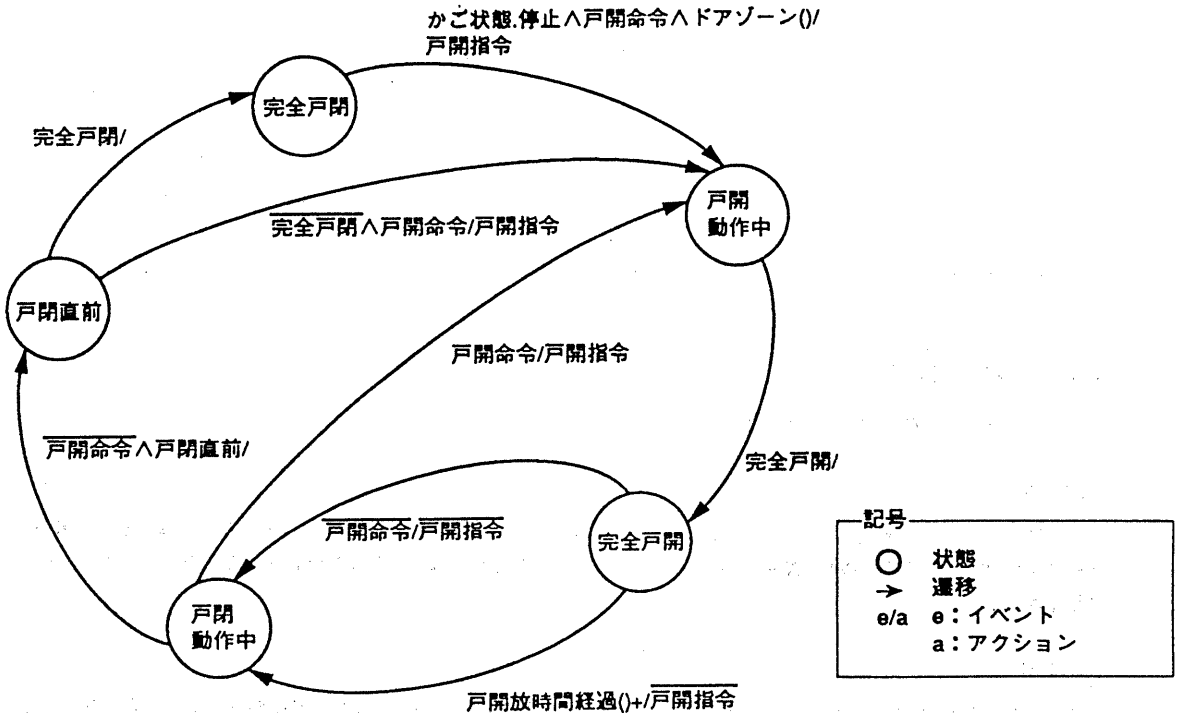 かご状態.停止∧戸開命令∧ドアゾーン()/
戸開指令
完全戸閉
完全戸閉/
戸開
動作中
完全戸閉∧戸開命令/戸開指令
戸閉直前
戸開命令/戸開指令
戸開命令∧戸閉直前/
完全戸開/
戸開命令/戸開指令
完全戸開
戸閉
動作中
戸開放時間経過()+/戸開指令
記号
状態
遷移
e/a e：イベント
a：アクション